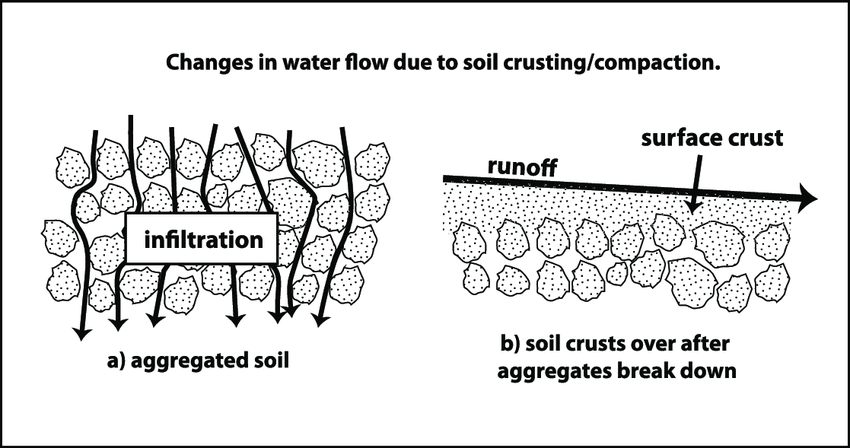 Changes in water flow due to soil crusting/compaction.
infiltration
a) aggregated soil
runoff
surface crust
b) soil crusts over after
aggregates break down